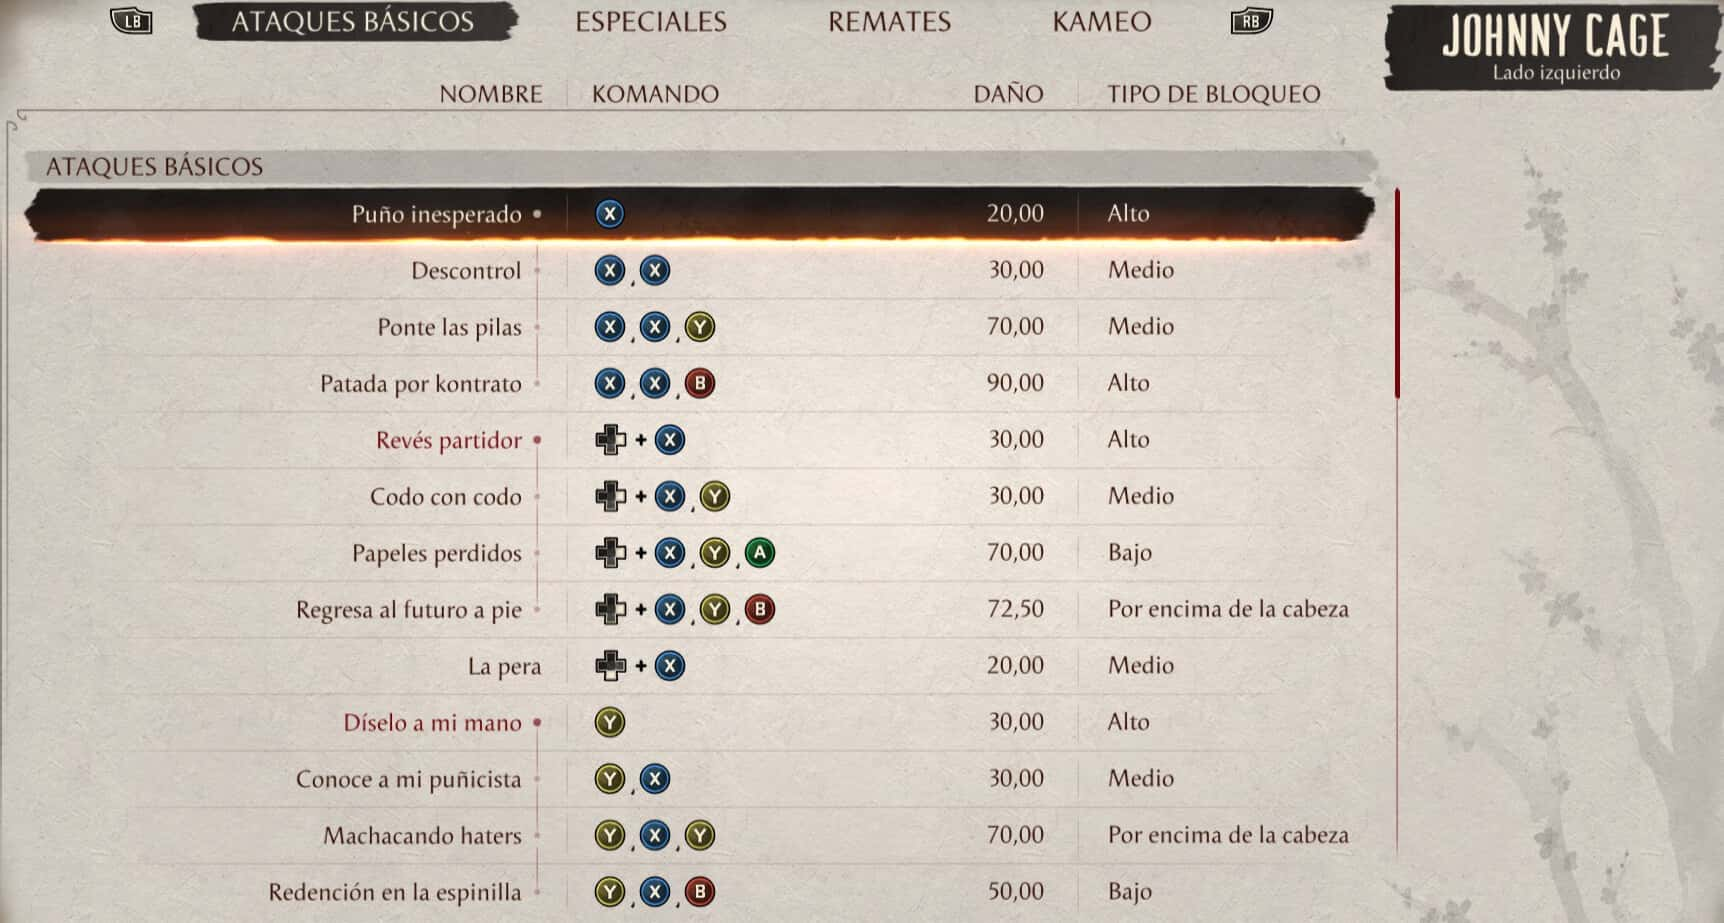 LB ATAQUES BÁSICOS ESPECIALES REMATES KAMEO RB
JOHNNY CAGE
Lado izquierdo
NOMBRE KOMANDO DAÑO TIPO DE BLOQUEO
ATAQUES BÁSICOS
Puño inesperado X 20,00 Alto
Descontrol X , X 30,00 Medio
Ponte las pilas X , X , Y 70,00 Medio
Patada por kontrato X , X , B 90,00 Alto
Revés partidor + X 30,00 Alto
Codo con codo + X , Y 30,00 Medio
Papeles perdidos + X , Y , A 70,00 Bajo
Regresa al futuro a pie + X , Y , B 72,50 Por encima de la cabeza
La pera + X 20,00 Medio
Díselo a mi mano Y 30,00 Alto
Conoce a mi puñicista Y , X 30,00 Medio
Machacando haters Y , X , Y 70,00 Por encima de la cabeza
Redención en la espinilla Y , X , B 50,00 Bajo